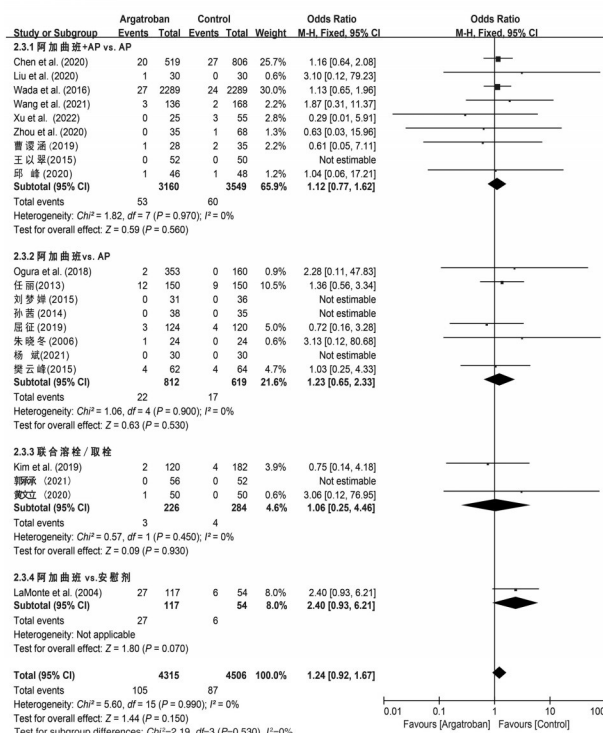 Argatroban Control Odds Ratio Odds Ratio
Study or Subgroup Events Total Events Total Weight M-H, Fixed, 95% CI M-H, Fixed, 95% CI
2.3.1 阿加曲班+AP vs. AP
Chen et al. (2020) 20 519 27 806 25.7% 1.16 [0.64, 2.08]
Liu et al. (2020) 1 30 0 30 0.6% 3.10 [0.12, 79.23]
Wada et al. (2016) 27 2289 24 2289 30.0% 1.13 [0.65, 1.96]
Wang et al. (2021) 3 136 2 168 2.2% 1.87 [0.31, 11.37]
Xu et al. (2022) 0 25 3 55 2.8% 0.29 [0.01, 5.91]
Zhou et al. (2020) 0 35 1 68 1.3% 0.63 [0.03, 15.96]
曹谡涵 (2019) 1 28 2 35 2.2% 0.61 [0.05, 7.11]
王以翠(2015) 0 52 0 50 Not estimable
邱 峰 (2020) 1 46 1 48 1.2% 1.04 [0.06, 17.21]
Subtotal (95% CI) 3160 3549 65.9% 1.12 [0.77, 1.62]
Total events 53 60
Heterogeneity: Chi² = 1.82, df = 7 (P = 0.970); I² = 0%
Test for overall effect: Z = 0.59 (P = 0.560)
2.3.2 阿加曲班vs. AP
Ogura et al. (2018) 2 353 0 160 0.9% 2.28 [0.11, 47.83]
任丽(2013) 12 150 9 150 10.5% 1.36 [0.56, 3.34]
刘梦婵 (2015) 0 31 0 36 Not estimable
孙茜 (2014) 0 38 0 35 Not estimable
屈征 (2019) 3 124 4 120 5.0% 0.72 [0.16, 3.28]
朱晓冬 (2006) 1 24 0 24 0.6% 3.13 [0.12, 80.68]
杨 斌(2021) 0 30 0 30 Not estimable
樊云峰(2015) 4 62 4 64 4.7% 1.03 [0.25, 4.33]
Subtotal (95% CI) 812 619 21.6% 1.23 [0.65, 2.33]
Total events 22 17
Heterogeneity: Chi² = 1.06, df = 4 (P = 0.900); I² = 0%
Test for overall effect: Z = 0.63 (P = 0.530)
2.3.3 联合溶栓/取栓
Kim et al. (2019) 2 120 4 182 3.9% 0.75 [0.14, 4.18]
(2021) 0 56 0 52 Not estimable
黄文立 (2020) 1 50 0 50 0.6% 3.06 [0.12, 76.95]
Subtotal (95% CI) 226 284 4.6% 1.06 [0.25, 4.46]
Total events 3 4
Heterogeneity: Chi² = 0.57, df = 1 (P = 0.450); I² = 0%
Test for overall effect: Z = 0.09 (P = 0.930)
2.3.4 阿加曲班 vs.安慰剂
LaMonte et al. (2004) 27 117 6 54 8.0% 2.40 [0.93, 6.21]
Subtotal (95% CI) 117 54 8.0% 2.40 [0.93, 6.21]
Total events 27 6
Heterogeneity: Not applicable
Test for overall effect: Z = 1.80 (P = 0.070)
Total (95% CI) 4315 4506 100.0% 1.24 [0.92, 1.67]
Total events 105 87
Heterogeneity: Chi² = 5.60, df = 15 (P = 0.990); I² = 0%
Test for overall effect: Z = 1.44 (P = 0.150)
Test for subgroup differences: Chi²=2.19, df=3 (P=0.530), I²=0%
0.01 0.1 1 10 100
Favours [Argatroban] Favours [Control]